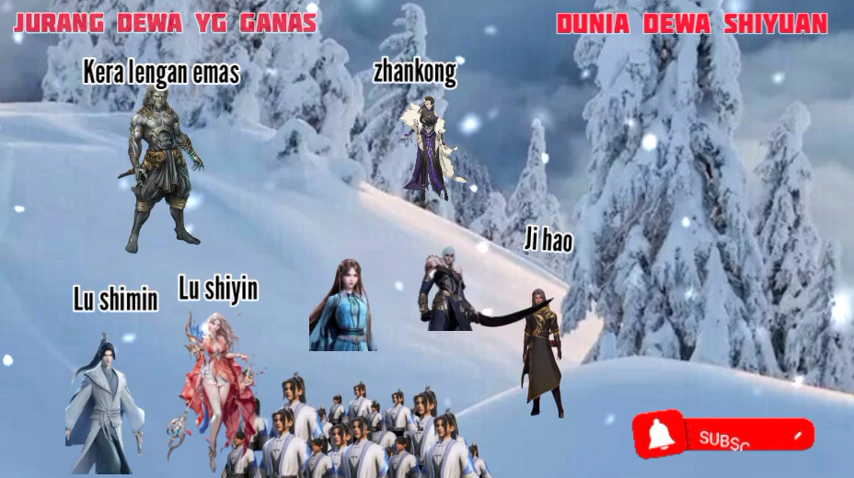 JURANG DEWA YG GANAS
DUNIA DEWA SHIYUAN
Kera lengan emas
zhankong
Ji hao
Lu shimin
Lu shiyin
SUBSC